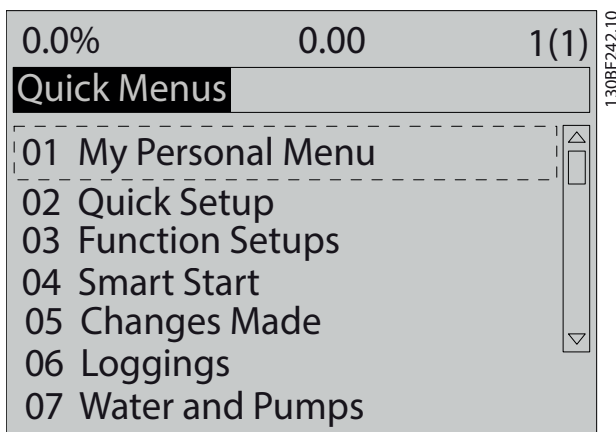 0.0% 0.00 1(1)
Quick Menus
01 My Personal Menu
02 Quick Setup
03 Function Setups
04 Smart Start
05 Changes Made
06 Loggings
07 Water and Pumps
130BF242.10